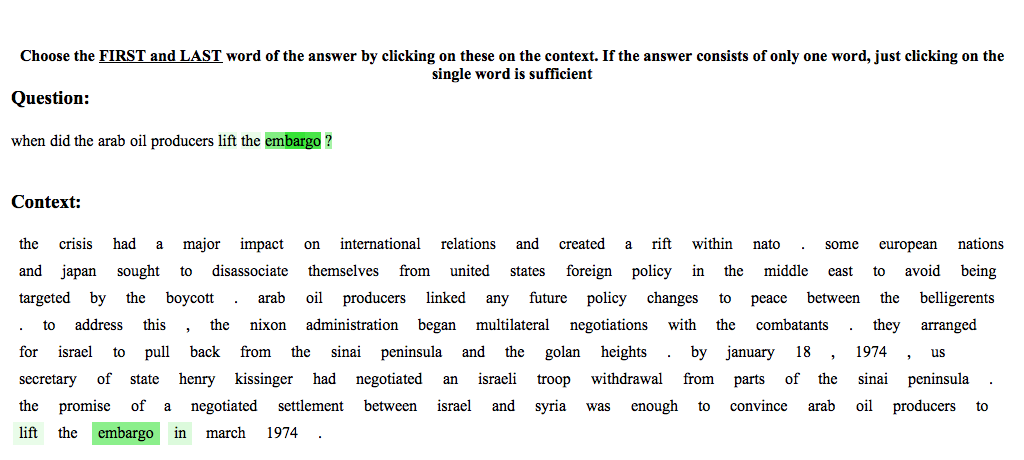 Choose the FIRST and LAST word of the answer by clicking on these on the context. If the answer consists of only one word, just clicking on the
single word is sufficient
Question:
when did the arab oil producers lift the embargo ?
Context:
the crisis had a major impact on international relations and created a rift within nato . some european nations
and japan sought to disassociate themselves from united states foreign policy in the middle east to avoid being
targeted by the boycott . arab oil producers linked any future policy changes to peace between the belligerents
. to address this , the nixon administration began multilateral negotiations with the combatants . they arranged
for israel to pull back from the sinai peninsula and the golan heights . by january 18 , 1974 , us
secretary of state henry kissinger had negotiated an israeli troop withdrawal from parts of the sinai peninsula .
the promise of a negotiated settlement between israel and syria was enough to convince arab oil producers to
lift the embargo in march 1974 .